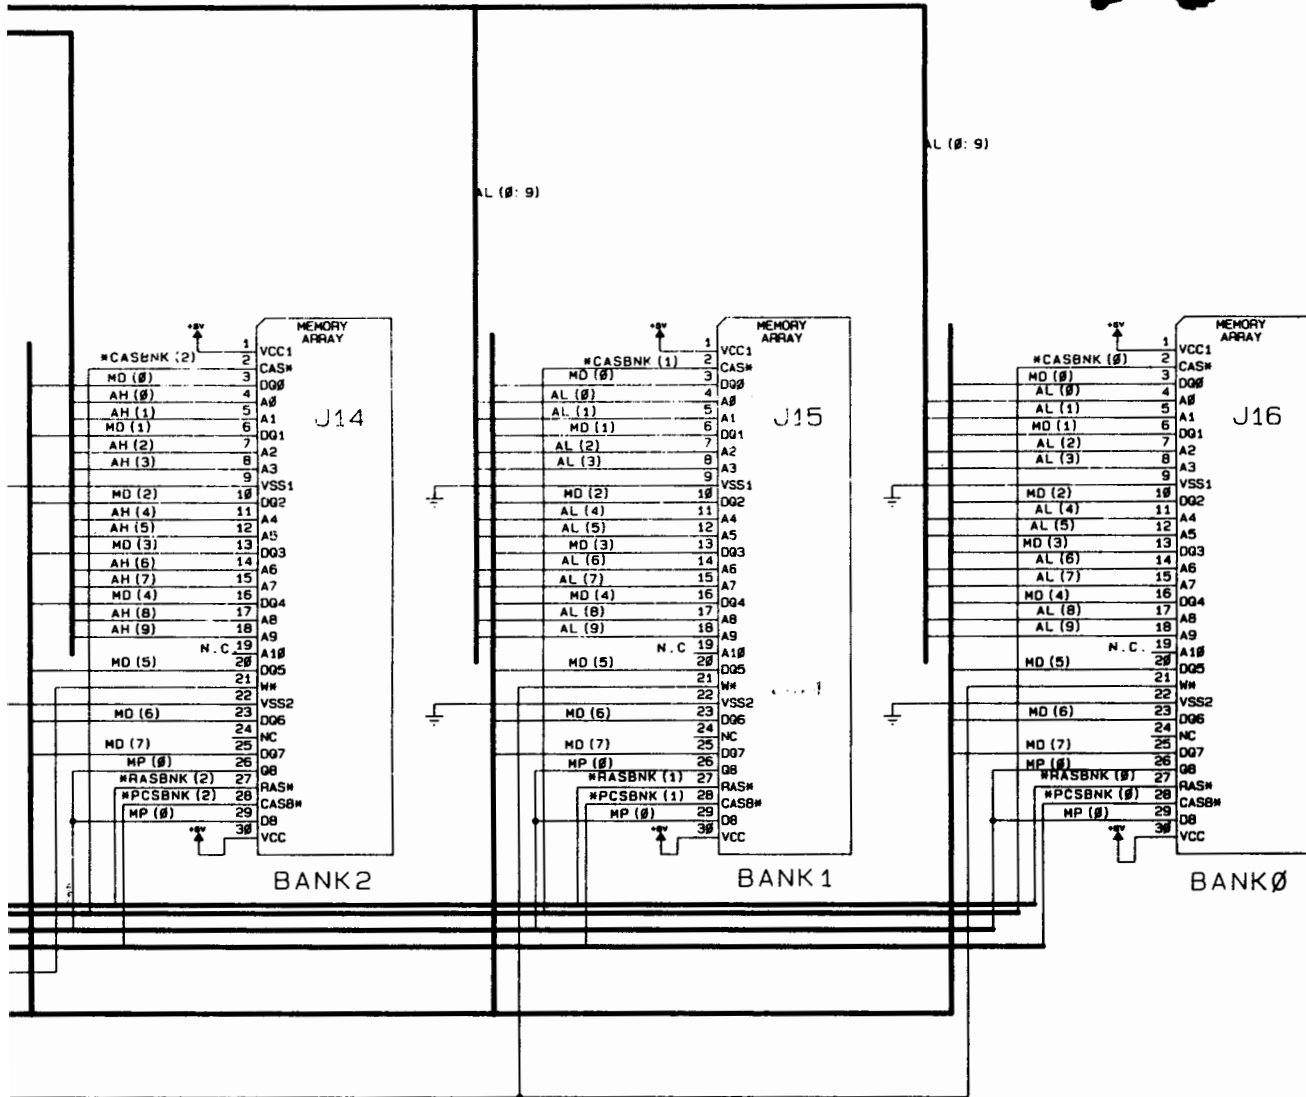 AL (Ø: 9)
AL (Ø: 9)
+5V
MEMORY
ARRAY
J14
*CASBNK (2) 1 VCC1
2 CAS*
MD (Ø) 3 DQØ
AH (Ø) 4 AØ
AH (1) 5 A1
MD (1) 6 DQ1
AH (2) 7 A2
AH (3) 8 A3
9 VSS1
MD (2) 1Ø DQ2
AH (4) 11 A4
AH (5) 12 A5
MD (3) 13 DQ3
AH (6) 14 A6
AH (7) 15 A7
MD (4) 16 DQ4
AH (8) 17 A8
AH (9) 18 A9
N.C. 19 A1Ø
MD (5) 2Ø DQ5
21 W*
22 VSS2
MD (6) 23 DQ6
24 NC
MD (7) 25 DQ7
MP (Ø) 26 Q8
*RASBNK (2) 27 RAS*
*PCSBNK (2) 28 CAS8*
MP (Ø) 29 D8
+5V 3Ø VCC
BANK2
+5V
MEMORY
ARRAY
J15
1 VCC1
*CASBNK (1) 2 CAS*
MD (Ø) 3 DQØ
AL (Ø) 4 AØ
AL (1) 5 A1
MD (1) 6 DQ1
AL (2) 7 A2
AL (3) 8 A3
9 VSS1
MD (2) 1Ø DQ2
AL (4) 11 A4
AL (5) 12 A5
MD (3) 13 DQ3
AL (6) 14 A6
AL (7) 15 A7
MD (4) 16 DQ4
AL (8) 17 A8
AL (9) 18 A9
N.C 19 A1Ø
MD (5) 2Ø DQ5
21 W*
22 VSS2
MD (6) 23 DQ6
24 NC
MD (7) 25 DQ7
MP (Ø) 26 Q8
*RASBNK (1) 27 RAS*
*PCSBNK (1) 28 CAS8*
MP (Ø) 29 D8
+5V 3Ø VCC
BANK1
+5V
MEMORY
ARRAY
J16
1 VCC1
*CASBNK (Ø) 2 CAS*
MD (Ø) 3 DQØ
AL (Ø) 4 AØ
AL (1) 5 A1
MD (1) 6 DQ1
AL (2) 7 A2
AL (3) 8 A3
9 VSS1
MD (2) 1Ø DQ2
AL (4) 11 A4
AL (5) 12 A5
MD (3) 13 DQ3
AL (6) 14 A6
AL (7) 15 A7
MD (4) 16 DQ4
AL (8) 17 A8
AL (9) 18 A9
N.C. 19 A1Ø
MD (5) 2Ø DQ5
21 W*
22 VSS2
MD (6) 23 DQ6
24 NC
MD (7) 25 DQ7
MP (Ø) 26 Q8
*RASBNK (Ø) 27 RAS*
*PCSBNK (Ø) 28 CAS8*
MP (Ø) 29 D8
+5V 3Ø VCC
BANKØ